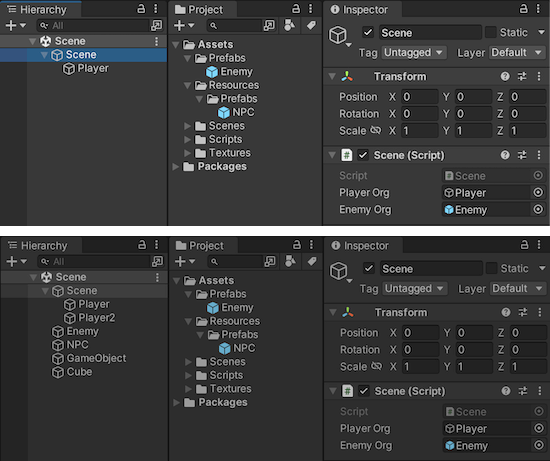 Hierarchy
All
Scene
Scene
Player
Project
Assets
Prefabs
Enemy
Resources
Prefabs
NPC
Scenes
Scripts
Textures
Packages
Inspector
Scene Static
Tag Untagged Layer Default
Transform
Position X 0 Y 0 Z 0
Rotation X 0 Y 0 Z 0
Scale X 1 Y 1 Z 1
# Scene (Script)
Script Scene
Player Org Player
Enemy Org Enemy
Hierarchy
All
Scene
Scene
Player
Player2
Enemy
NPC
GameObject
Cube
Project
Assets
Prefabs
Enemy
Resources
Prefabs
NPC
Scenes
Scripts
Textures
Packages
Inspector
Scene Static
Tag Untagged Layer Default
Transform
Position X 0 Y 0 Z 0
Rotation X 0 Y 0 Z 0
Scale X 1 Y 1 Z 1
# Scene (Script)
Script Scene
Player Org Player
Enemy Org Enemy